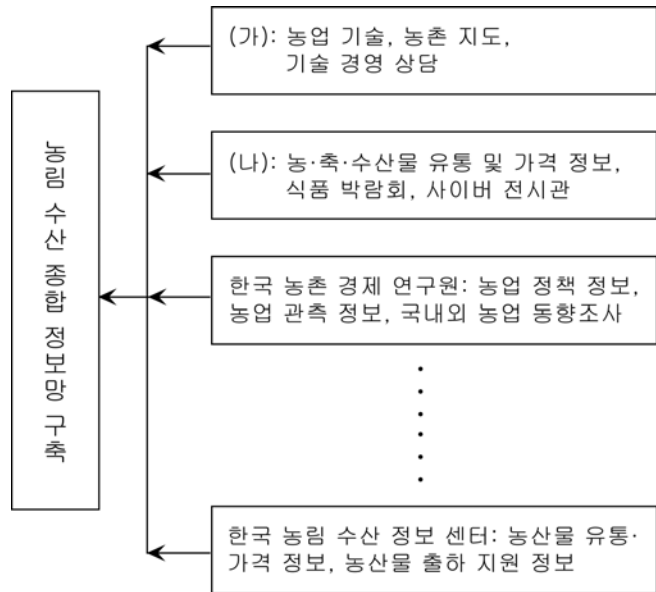 농림 수산 종합 정보망 구축
(가): 농업 기술, 농촌 지도,
기술 경영 상담
(나): 농·축·수산물 유통 및 가격 정보,
식품 박람회, 사이버 전시관
한국 농촌 경제 연구원: 농업 정책 정보,
농업 관측 정보, 국내외 농업 동향조사
한국 농림 수산 정보 센터: 농산물 유통·
가격 정보, 농산물 출하 지원 정보